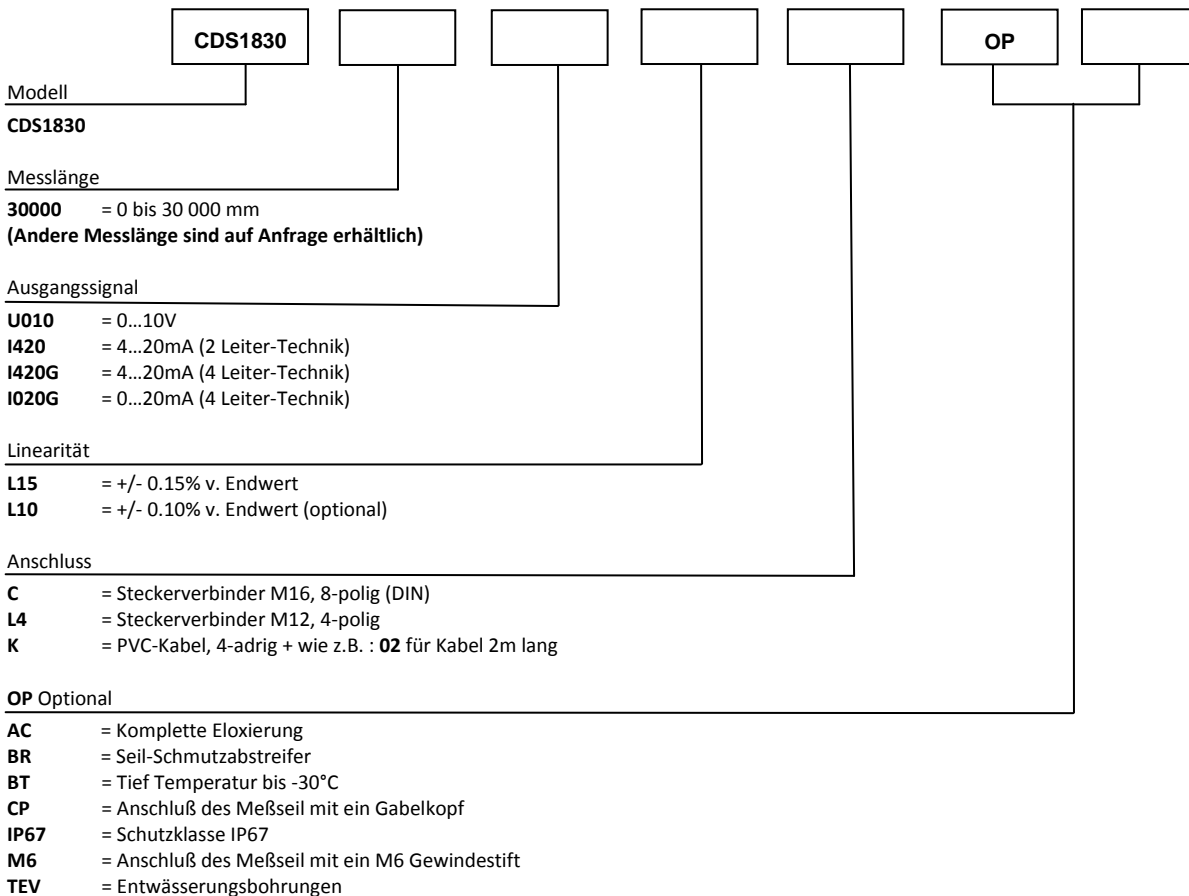 CDS1830 OP
Modell
CDS1830
Messlänge
30000 = 0 bis 30 000 mm
(Andere Messlänge sind auf Anfrage erhältlich)
Ausgangssignal
U010 = 0...10V
I420 = 4...20mA (2 Leiter-Technik)
I420G = 4...20mA (4 Leiter-Technik)
I020G = 0...20mA (4 Leiter-Technik)
Linearität
L15 = +/- 0.15% v. Endwert
L10 = +/- 0.10% v. Endwert (optional)
Anschluss
C = Steckerverbinder M16, 8-polig (DIN)
L4 = Steckerverbinder M12, 4-polig
K = PVC-Kabel, 4-adrig + wie z.B. : 02 für Kabel 2m lang
OP Optional
AC = Komplette Eloxierung
BR = Seil-Schmutzabstreifer
BT = Tief Temperatur bis -30°C
CP = Anschluß des Meßseil mit ein Gabelkopf
IP67 = Schutzklasse IP67
M6 = Anschluß des Meßseil mit ein M6 Gewindestift
TEV = Entwässerungsbohrungen